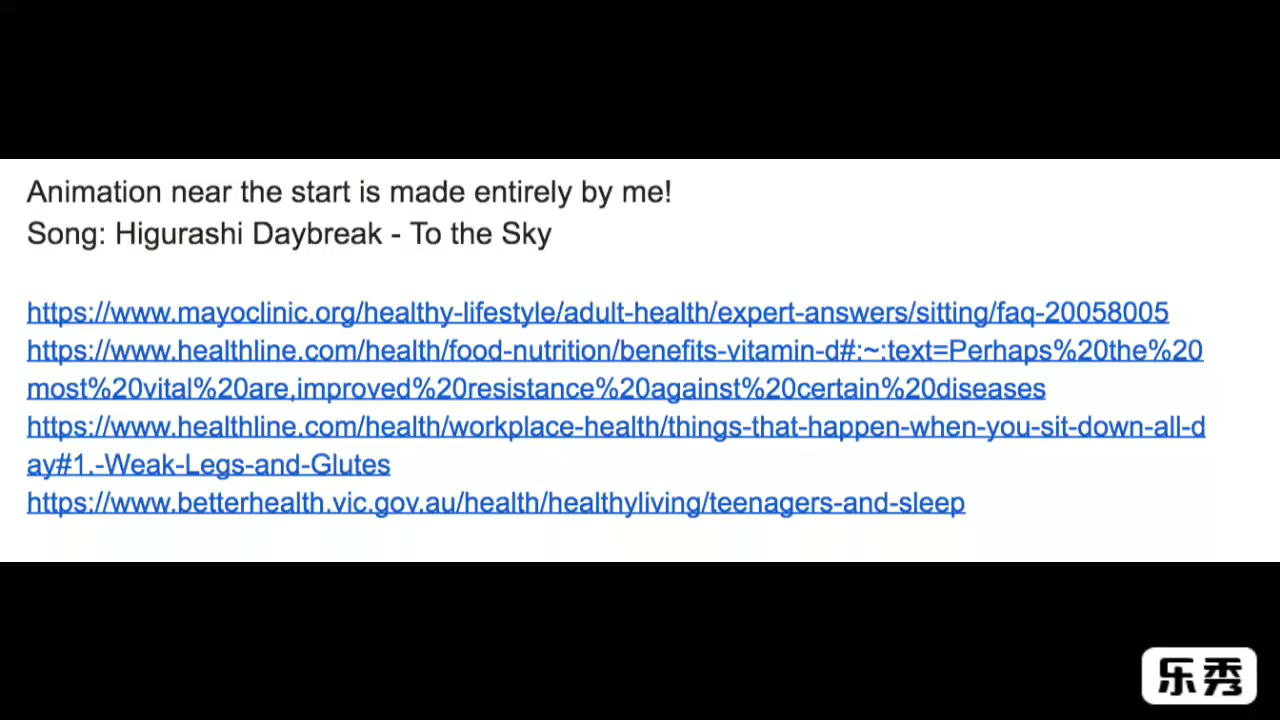 Animation near the start is made entirely by me!
Song: Higurashi Daybreak - To the Sky
https://www.mayoclinic.org/healthy-lifestyle/adult-health/expert-answers/sitting/faq-20058005
https://www.healthline.com/health/food-nutrition/benefits-vitamin-d#:~:text=Perhaps%20the%20
most%20vital%20are,improved%20resistance%20against%20certain%20diseases
https://www.healthline.com/health/workplace-health/things-that-happen-when-you-sit-down-all-d
ay#1.-Weak-Legs-and-Glutes
https://www.betterhealth.vic.gov.au/health/healthyliving/teenagers-and-sleep
乐秀